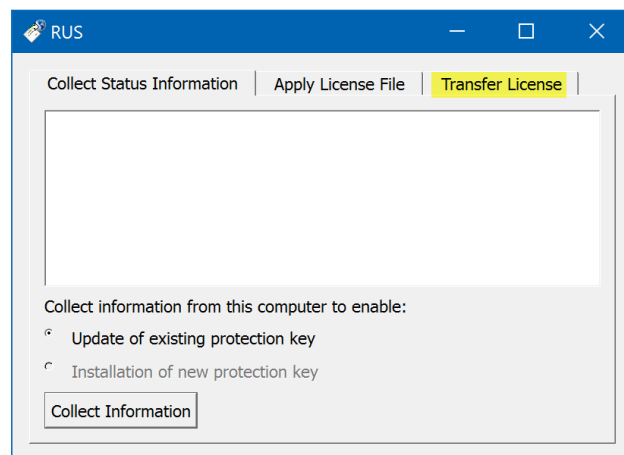 RUS
Collect Status Information Apply License File Transfer License
Collect information from this computer to enable:
Update of existing protection key
Installation of new protection key
Collect Information